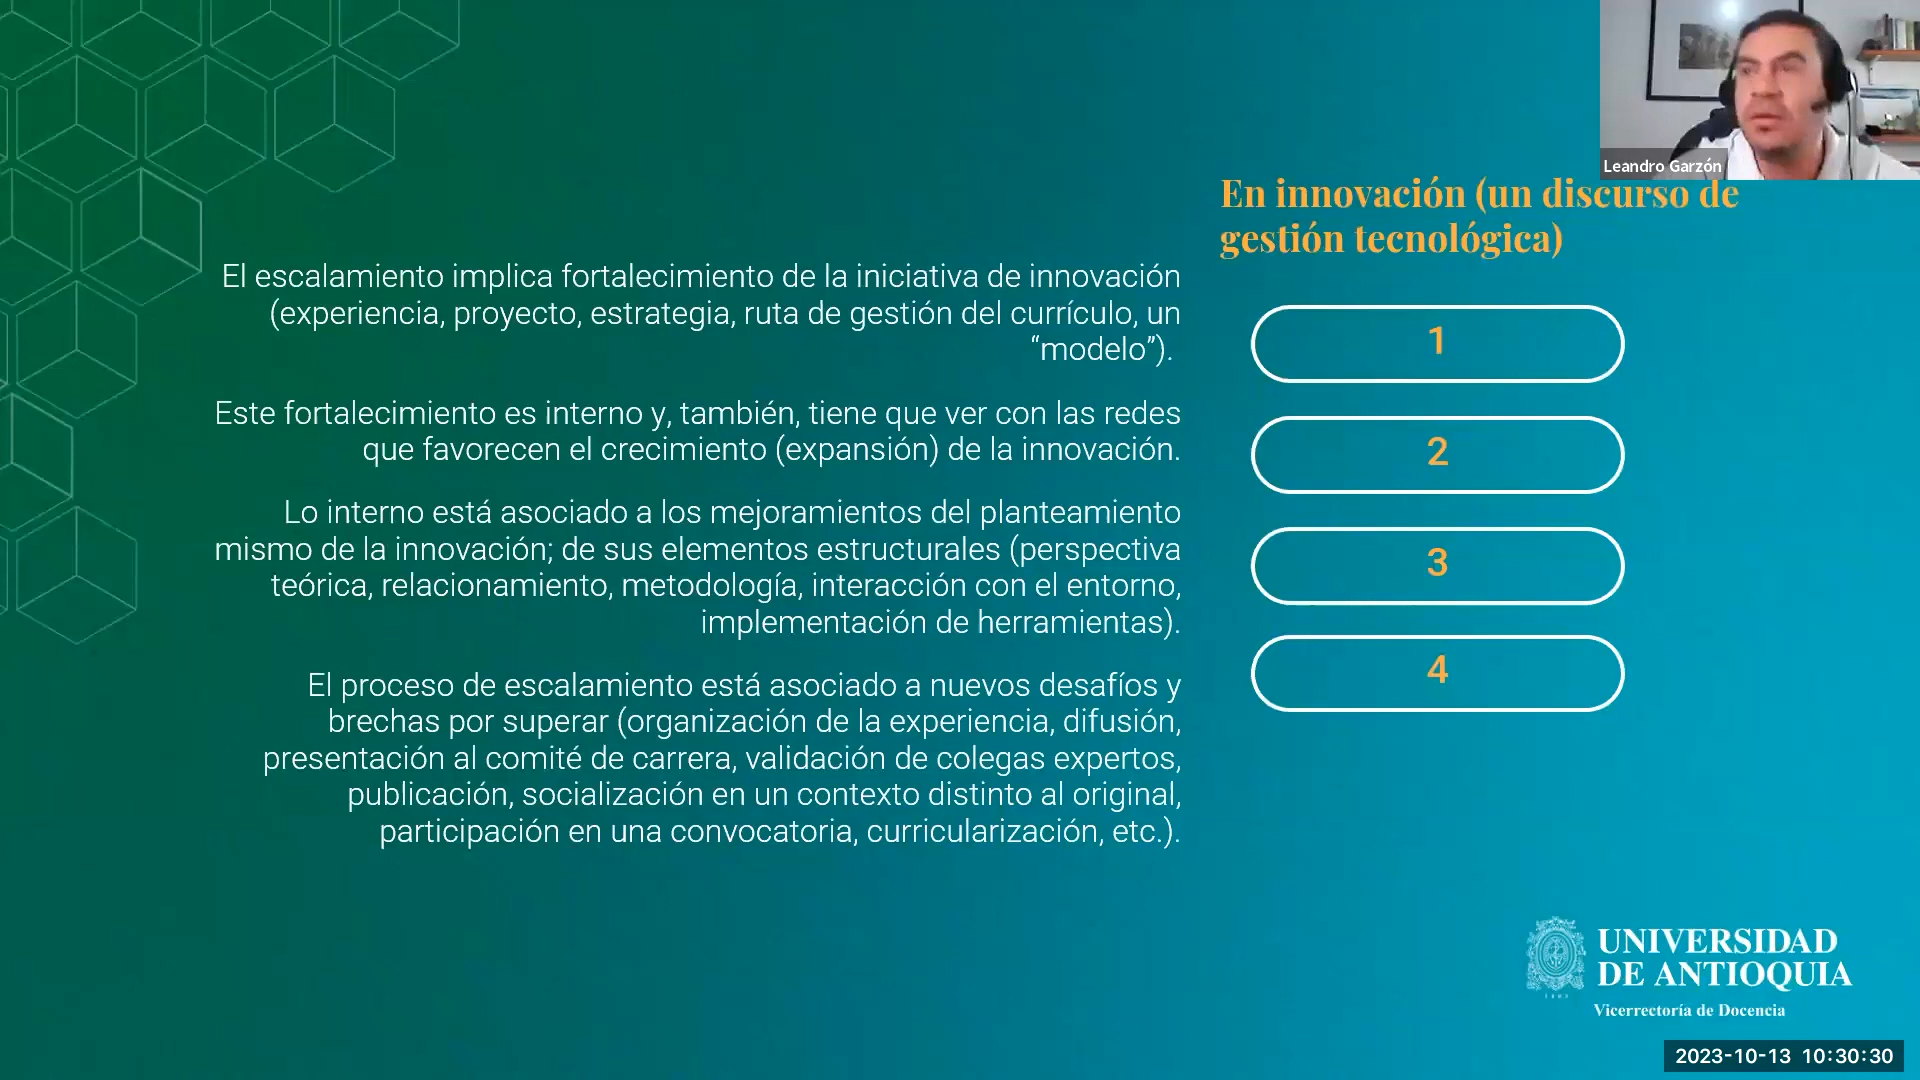 Leandro Garzón
En innovación (un discurso de
gestión tecnológica)
El escalamiento implica fortalecimiento de la iniciativa de innovación
(experiencia, proyecto, estrategia, ruta de gestión del currículo, un
“modelo”).
Este fortalecimiento es interno y, también, tiene que ver con las redes
que favorecen el crecimiento (expansión) de la innovación.
Lo interno está asociado a los mejoramientos del planteamiento
mismo de la innovación; de sus elementos estructurales (perspectiva
teórica, relacionamiento, metodología, interacción con el entorno,
implementación de herramientas).
El proceso de escalamiento está asociado a nuevos desafíos y
brechas por superar (organización de la experiencia, difusión,
presentación al comité de carrera, validación de colegas expertos,
publicación, socialización en un contexto distinto al original,
participación en una convocatoria, curricularización, etc.).
1
2
3
4
UNIVERSIDAD
DE ANTIOQUIA
1803
Vicerrectoría de Docencia
2023-10-13 10:30:30